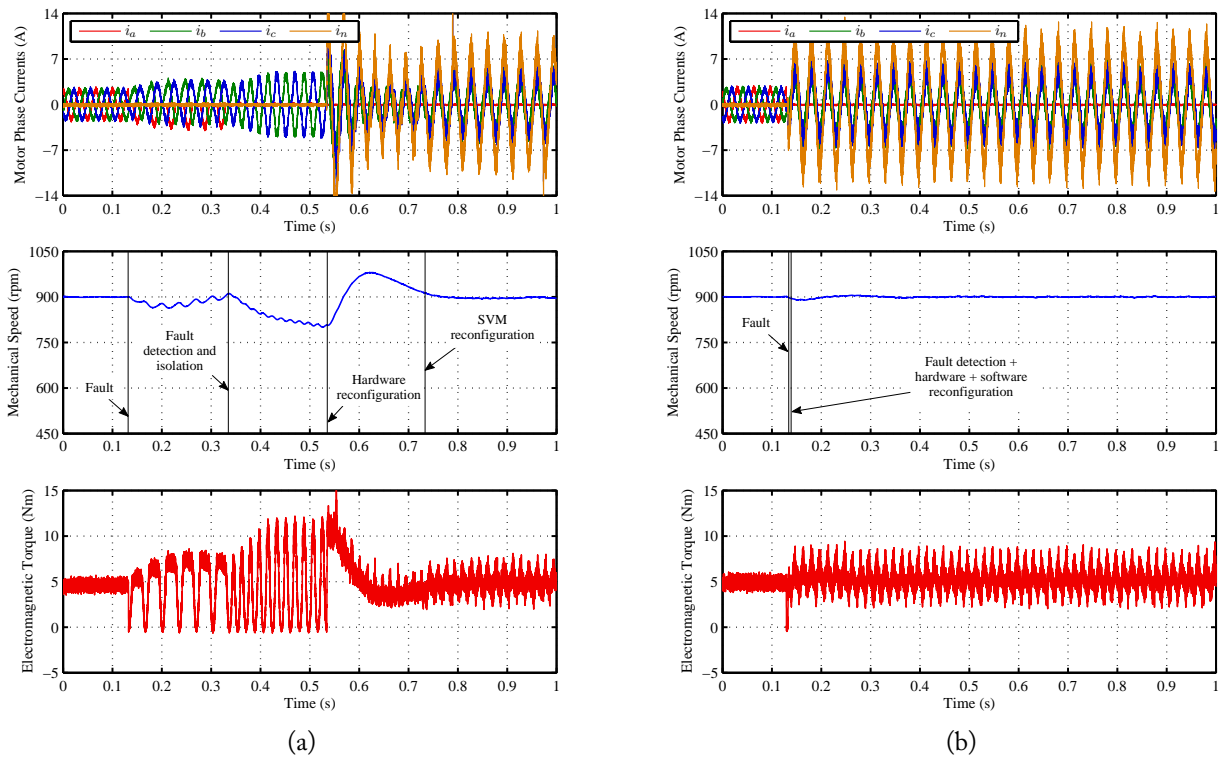 Motor Phase Currents (A)
14
7
0
−7
−14
i_a i_b i_c i_n
0 0.1 0.2 0.3 0.4 0.5 0.6 0.7 0.8 0.9 1
Time (s)
Mechanical Speed (rpm)
1050
900
750
600
450
Fault
Fault
detection and
isolation
Hardware
reconfiguration
SVM
reconfiguration
0 0.1 0.2 0.3 0.4 0.5 0.6 0.7 0.8 0.9 1
Time (s)
Electromagnetic Torque (Nm)
15
10
5
0
−5
0 0.1 0.2 0.3 0.4 0.5 0.6 0.7 0.8 0.9 1
Time (s)
(a)
Motor Phase Currents (A)
14
7
0
−7
−14
i_a i_b i_c i_n
0 0.1 0.2 0.3 0.4 0.5 0.6 0.7 0.8 0.9 1
Time (s)
Mechanical Speed (rpm)
1050
900
750
600
450
Fault
Fault detection +
hardware + software
reconfiguration
0 0.1 0.2 0.3 0.4 0.5 0.6 0.7 0.8 0.9 1
Time (s)
Electromagnetic Torque (Nm)
15
10
5
0
−5
0 0.1 0.2 0.3 0.4 0.5 0.6 0.7 0.8 0.9 1
Time (s)
(b)